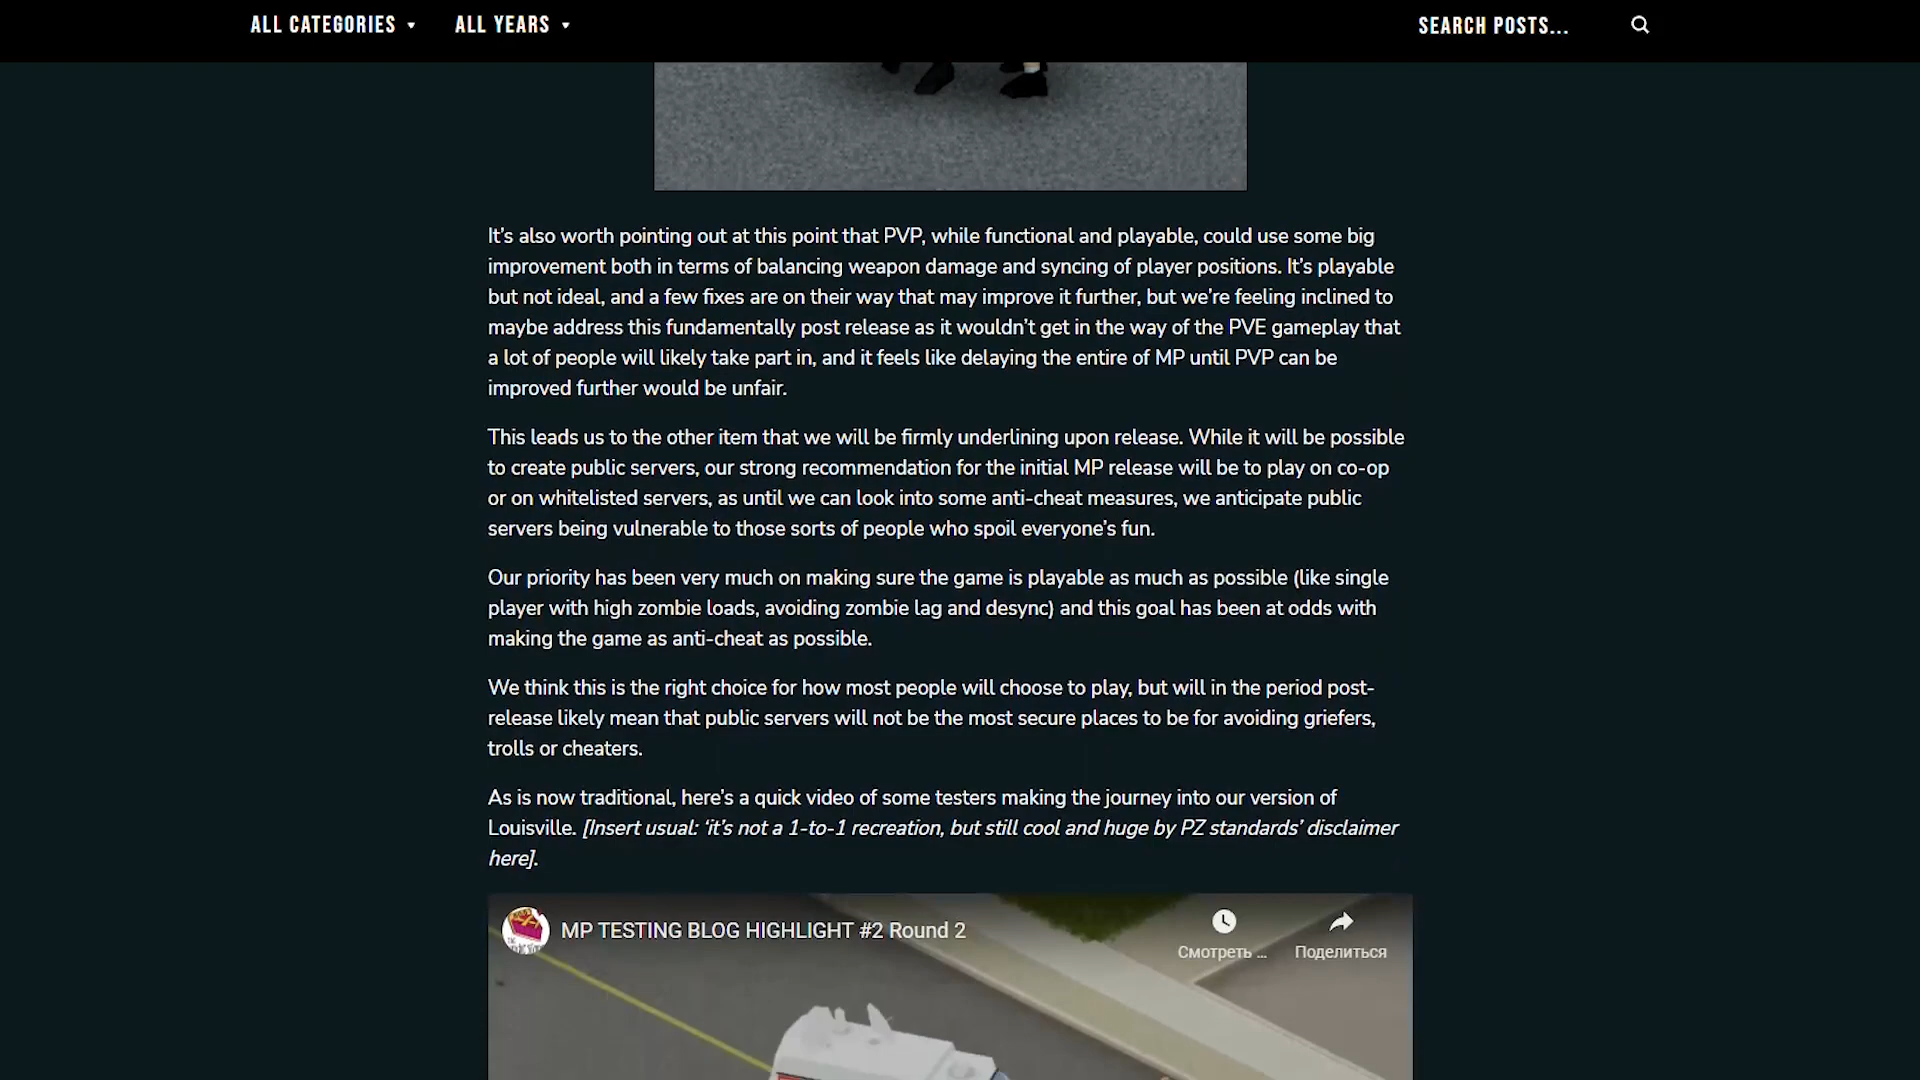 ALL CATEGORIES
ALL YEARS
SEARCH POSTS...
It’s also worth pointing out at this point that PVP, while functional and playable, could use some big
improvement both in terms of balancing weapon damage and syncing of player positions. It’s playable
but not ideal, and a few fixes are on their way that may improve it further, but we’re feeling inclined to
maybe address this fundamentally post release as it wouldn’t get in the way of the PVE gameplay that
a lot of people will likely take part in, and it feels like delaying the entire of MP until PVP can be
improved further would be unfair.
This leads us to the other item that we will be firmly underlining upon release. While it will be possible
to create public servers, our strong recommendation for the initial MP release will be to play on co-op
or on whitelisted servers, as until we can look into some anti-cheat measures, we anticipate public
servers being vulnerable to those sorts of people who spoil everyone’s fun.
Our priority has been very much on making sure the game is playable as much as possible (like single
player with high zombie loads, avoiding zombie lag and desync) and this goal has been at odds with
making the game as anti-cheat as possible.
We think this is the right choice for how most people will choose to play, but will in the period post-
release likely mean that public servers will not be the most secure places to be for avoiding griefers,
trolls or cheaters.
As is now traditional, here’s a quick video of some testers making the journey into our version of
Louisville. [Insert usual: ‘it’s not a 1-to-1 recreation, but still cool and huge by PZ standards’ disclaimer
here].
MP TESTING BLOG HIGHLIGHT #2 Round 2
Смотреть ...
Поделиться